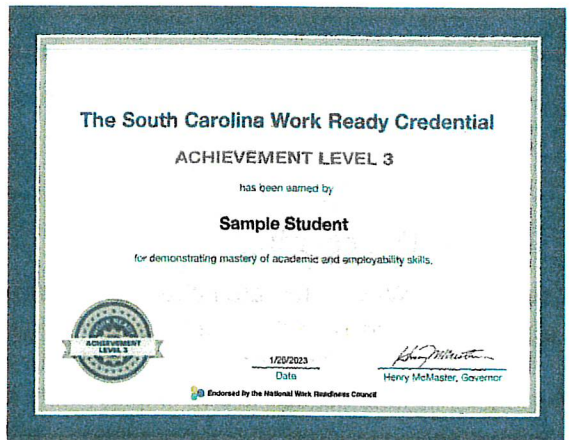 The South Carolina Work Ready Credential
ACHIEVEMENT LEVEL 3
has been earned by
Sample Student
for demonstrating mastery of academic and employability skills.
ACHIEVEMENT
LEVEL 3
1/20/2023
Date
Henry McMaster, Governor
Endorsed by the National Work Readiness Council